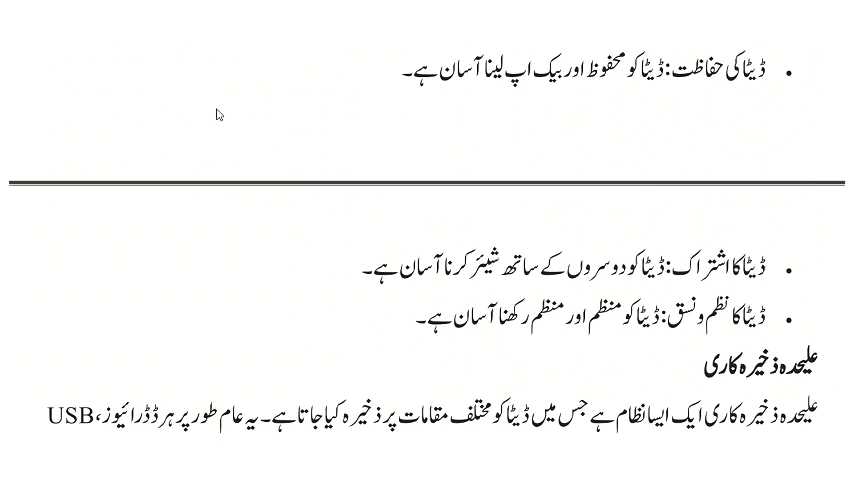 • ڈیٹا کی حفاظت: ڈیٹا کو محفوظ اور بیک اپ لینا آسان ہے۔
• ڈیٹا کا اشتراک: ڈیٹا کو دوسروں کے ساتھ شیئر کرنا آسان ہے۔
• ڈیٹا کا نظم و نسق: ڈیٹا کو منظم اور منظم رکھنا آسان ہے۔
علیحدہ ذخیرہ کاری
علیحدہ ذخیرہ کاری ایک ایسا نظام ہے جس میں ڈیٹا کو مختلف مقامات پر ذخیرہ کیا جاتا ہے۔ یہ عام طور پر ہرڈ ڈرائیوز، USB